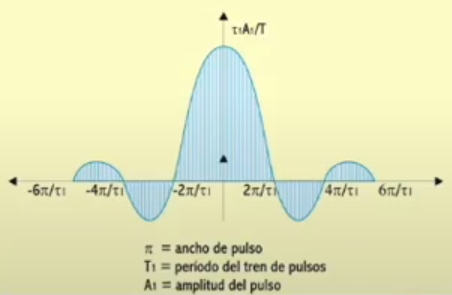 τ₁A₁/T
-6π/τ₁ -4π/τ₁ -2π/τ₁ 2π/τ₁ 4π/τ₁ 6π/τ₁
π = ancho de pulso
T₁ = período del tren de pulsos
A₁ = amplitud del pulso